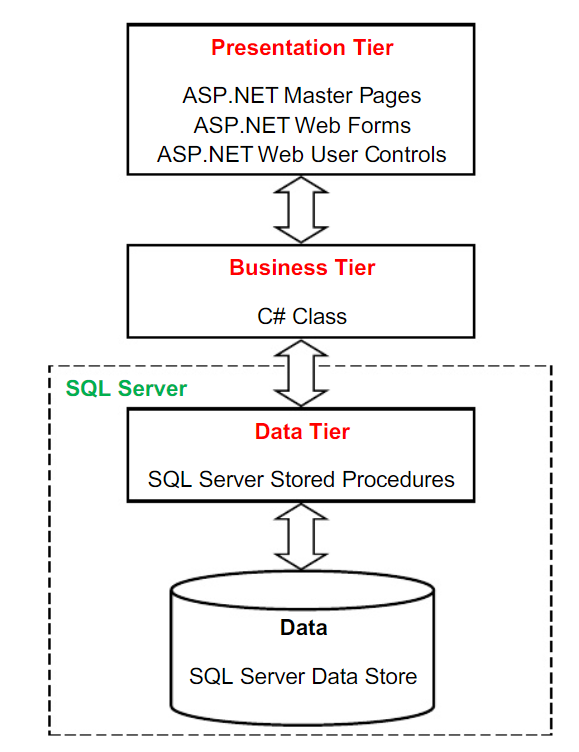 Presentation Tier
ASP.NET Master Pages
ASP.NET Web Forms
ASP.NET Web User Controls
Business Tier
C# Class
SQL Server
Data Tier
SQL Server Stored Procedures
Data
SQL Server Data Store